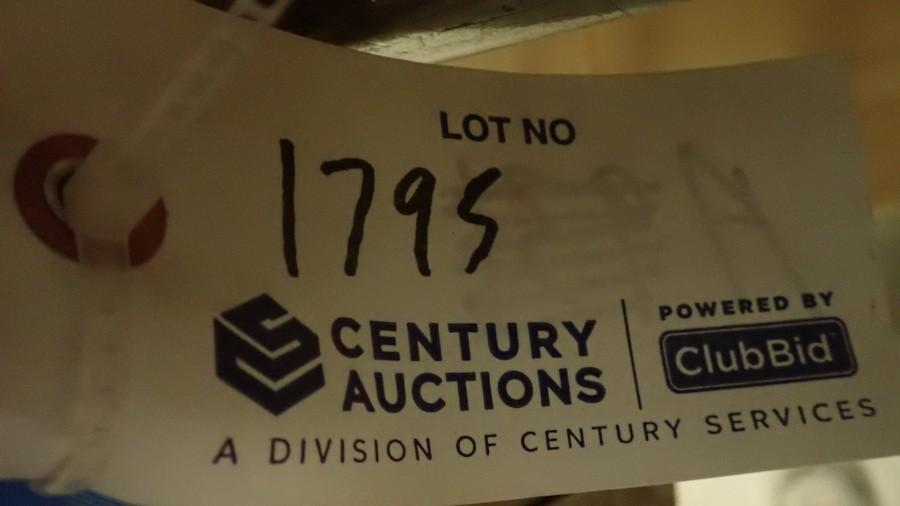 LOT NO
1795
CENTURY
AUCTIONS
POWERED BY
ClubBid
A DIVISION OF CENTURY SERVICES